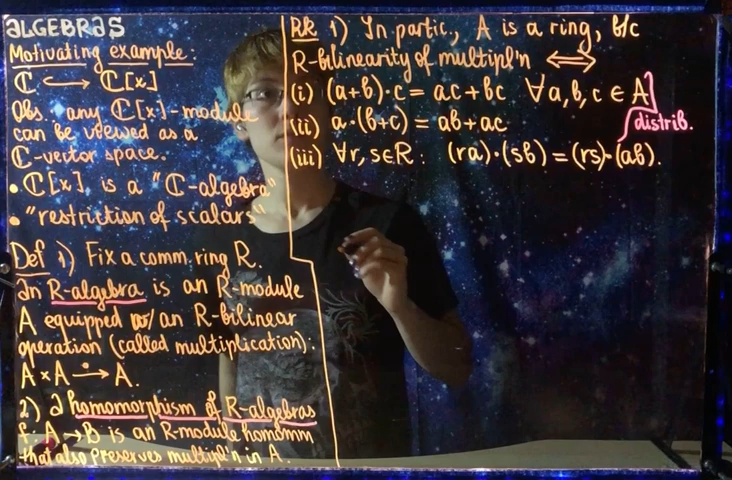 ALGEBRAS
Motivating example:
ℂ ⟶ ℂ[x]
Obs. any ℂ[x]-module
can be viewed as a
ℂ-vector space.
• ℂ[x] is a "ℂ-algebra"
• "restriction of scalars"
Def 1) Fix a comm. ring R.
An R-algebra is an R-module
A equipped w/ an R-bilinear
operation (called multiplication):
A × A ⟶ A.
2) A homomorphism of R-algebras
f: A → B is an R-module homomm
that also preserves multipl'n in A.
Rk 1) In partic., A is a ring, b/c
R-bilinearity of multipl'n ⟺
(i) (a+b)·c = ac + bc ∀a,b,c ∈ A
(ii) a·(b+c) = ab + ac
distrib.
(iii) ∀r,s∈R: (ra)·(sb) = (rs)·(ab).